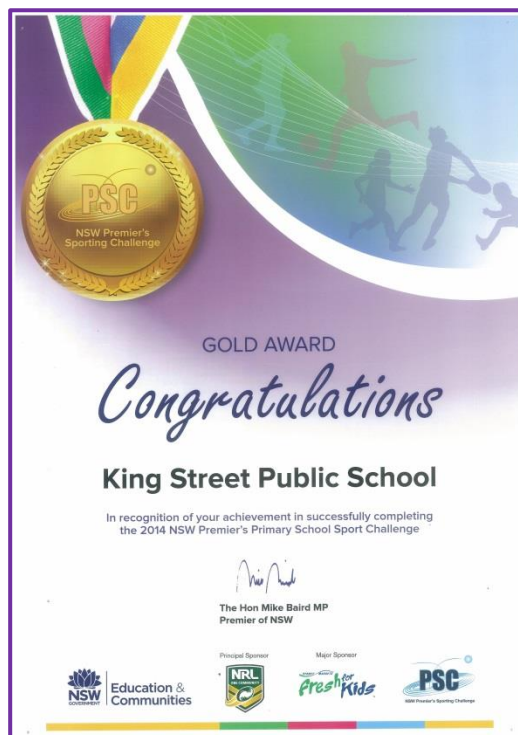 PSC
NSW Premier's
Sporting Challenge
GOLD AWARD
Congratulations
King Street Public School
In recognition of your achievement in successfully completing
the 2014 NSW Premier's Primary School Sport Challenge
The Hon Mike Baird MP
Premier of NSW
Principal Sponsor
Major Sponsor
NSW
GOVERNMENT
Education &
Communities
NRL
fresh for
Kids
PSC
NSW Premier's Sporting Challenge